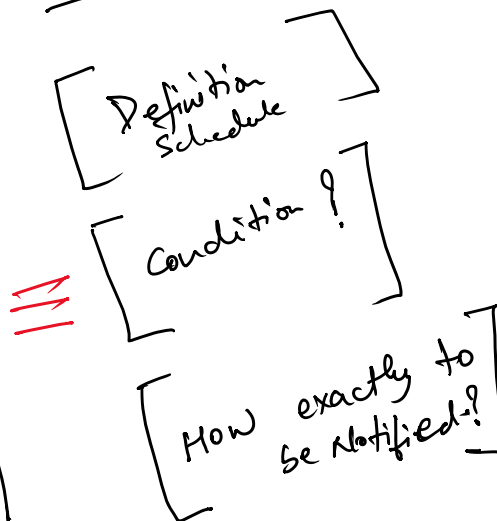 Definition
Schedule
Condition?
How exactly to
be Notified?